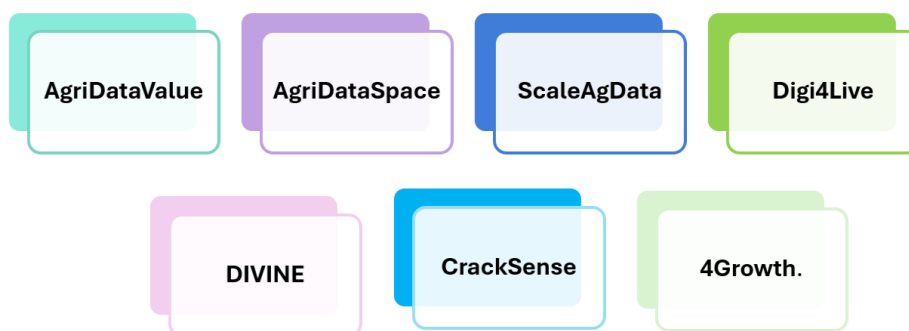 AgriDataValue
AgriDataSpace
ScaleAgData
Digi4Live
DIVINE
CrackSense
4Growth.